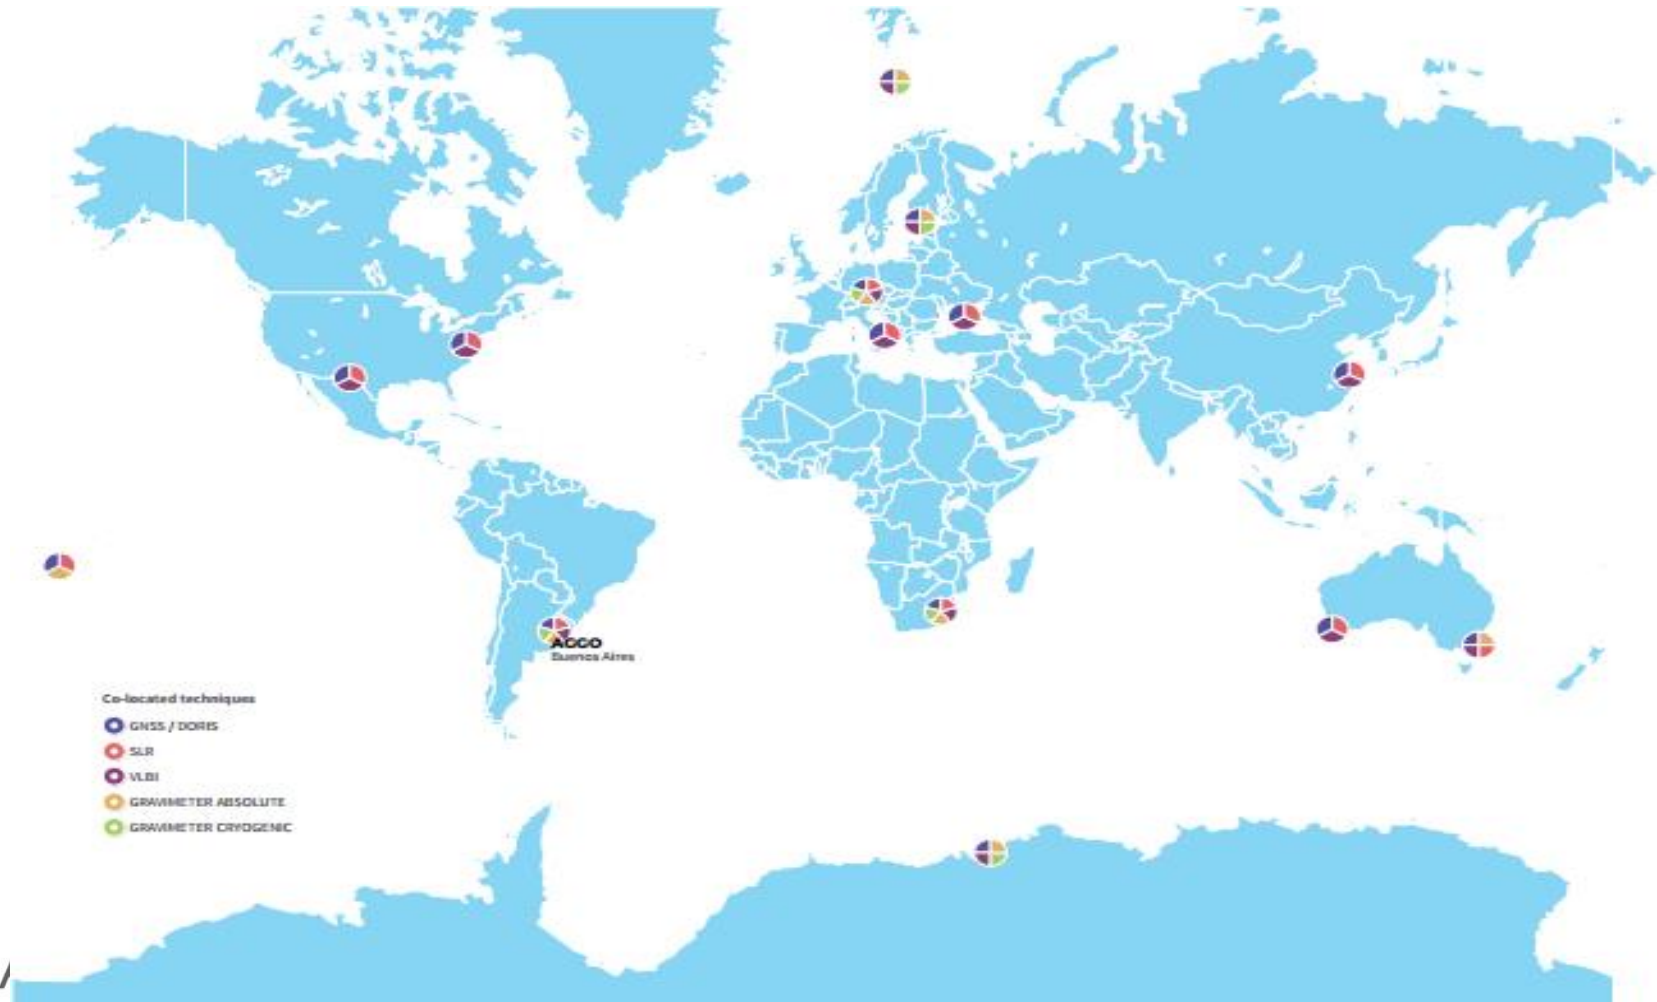 AGGO
Buenos Aires
Co-located techniques
GNSS / DORIS
SLR
VLBI
GRAVIMETER ABSOLUTE
GRAVIMETER CRYOGENIC